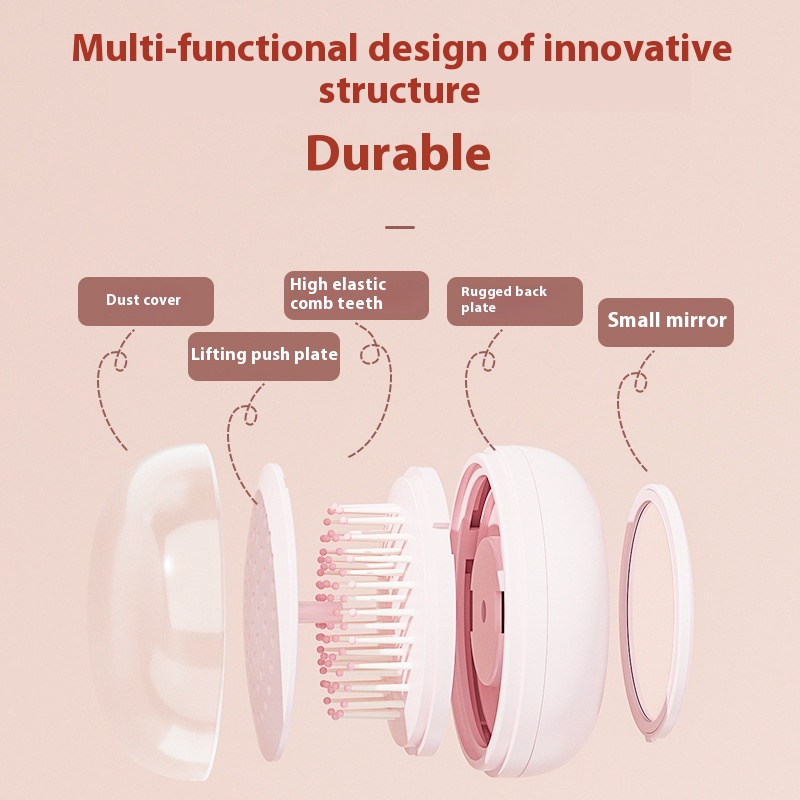 Multi-functional design of innovative
structure
Durable
Dust cover
High elastic
comb teeth
Rugged back
plate
Small mirror
Lifting push plate